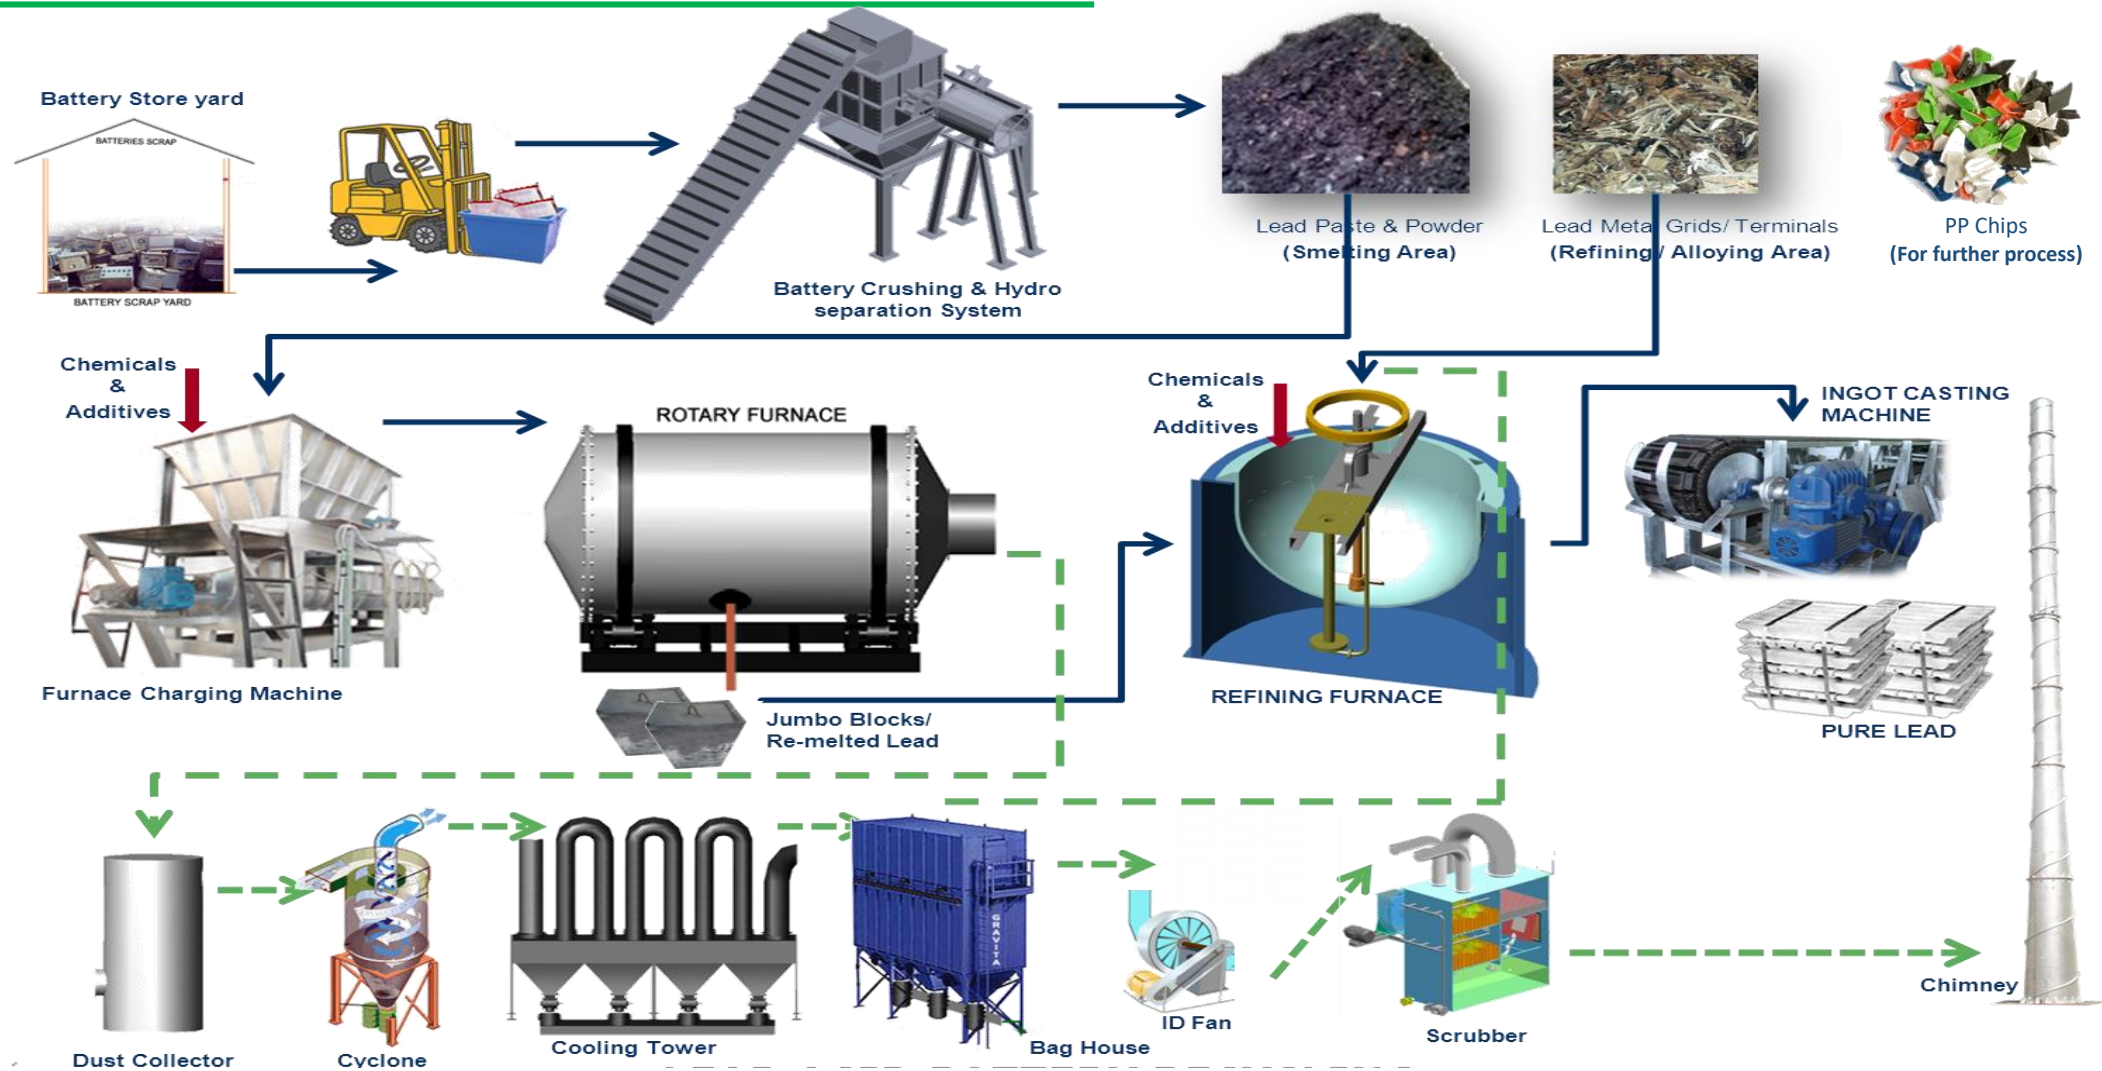 Battery Store yard
BATTERIES SCRAP
BATTERY SCRAP YARD
Battery Crushing & Hydro
separation System
Lead Paste & Powder
(Smelting Area)
Lead Metal Grids/ Terminals
(Refining / Alloying Area)
PP Chips
(For further process)
Chemicals
&
Additives
Furnace Charging Machine
ROTARY FURNACE
Jumbo Blocks/
Re-melted Lead
Chemicals
&
Additives
REFINING FURNACE
INGOT CASTING
MACHINE
PURE LEAD
Dust Collector
Cyclone
Cooling Tower
GRAVITA
Bag House
ID Fan
Scrubber
Chimney